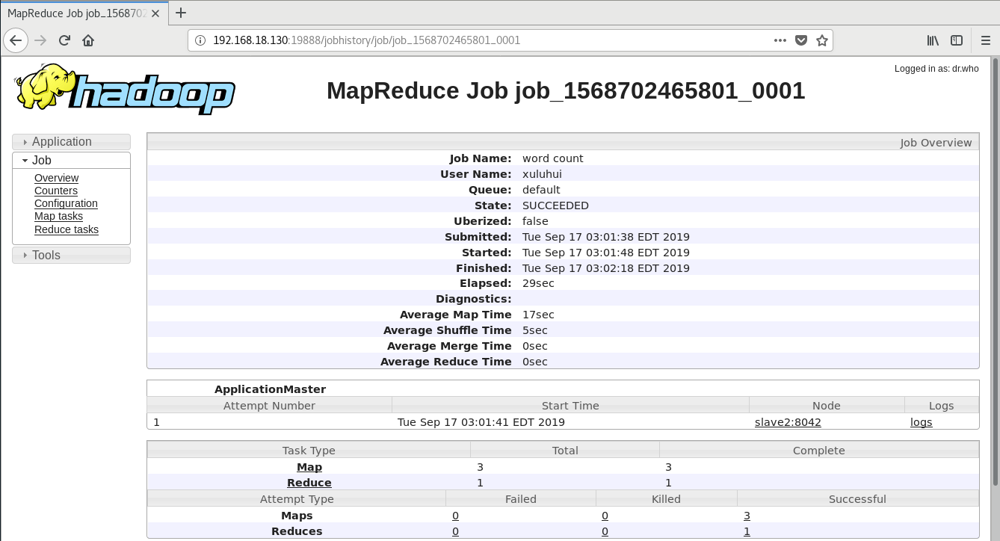 MapReduce Job job_156870
192.168.18.130:19888/jobhistory/job/job_1568702465801_0001
Logged in as: dr.who
hadoop
MapReduce Job job_1568702465801_0001
Application
Job
Overview
Counters
Configuration
Map tasks
Reduce tasks
Tools
Job Overview
Job Name: word count
User Name: xuluhui
Queue: default
State: SUCCEEDED
Uberized: false
Submitted: Tue Sep 17 03:01:38 EDT 2019
Started: Tue Sep 17 03:01:48 EDT 2019
Finished: Tue Sep 17 03:02:18 EDT 2019
Elapsed: 29sec
Diagnostics:
Average Map Time 17sec
Average Shuffle Time 5sec
Average Merge Time 0sec
Average Reduce Time 0sec
ApplicationMaster
Attempt Number Start Time Node Logs
1 Tue Sep 17 03:01:41 EDT 2019 slave2:8042 logs
Task Type Total Complete
Map 3 3
Reduce 1 1
Attempt Type Failed Killed Successful
Maps 0 0 3
Reduces 0 0 1